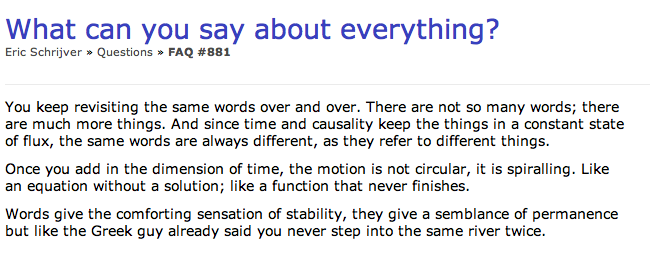 What can you say about everything?
Eric Schrijver » Questions » FAQ #881
You keep revisiting the same words over and over. There are not so many words; there
are much more things. And since time and causality keep the things in a constant state
of flux, the same words are always different, as they refer to different things.
Once you add in the dimension of time, the motion is not circular, it is spiralling. Like
an equation without a solution; like a function that never finishes.
Words give the comforting sensation of stability, they give a semblance of permanence
but like the Greek guy already said you never step into the same river twice.